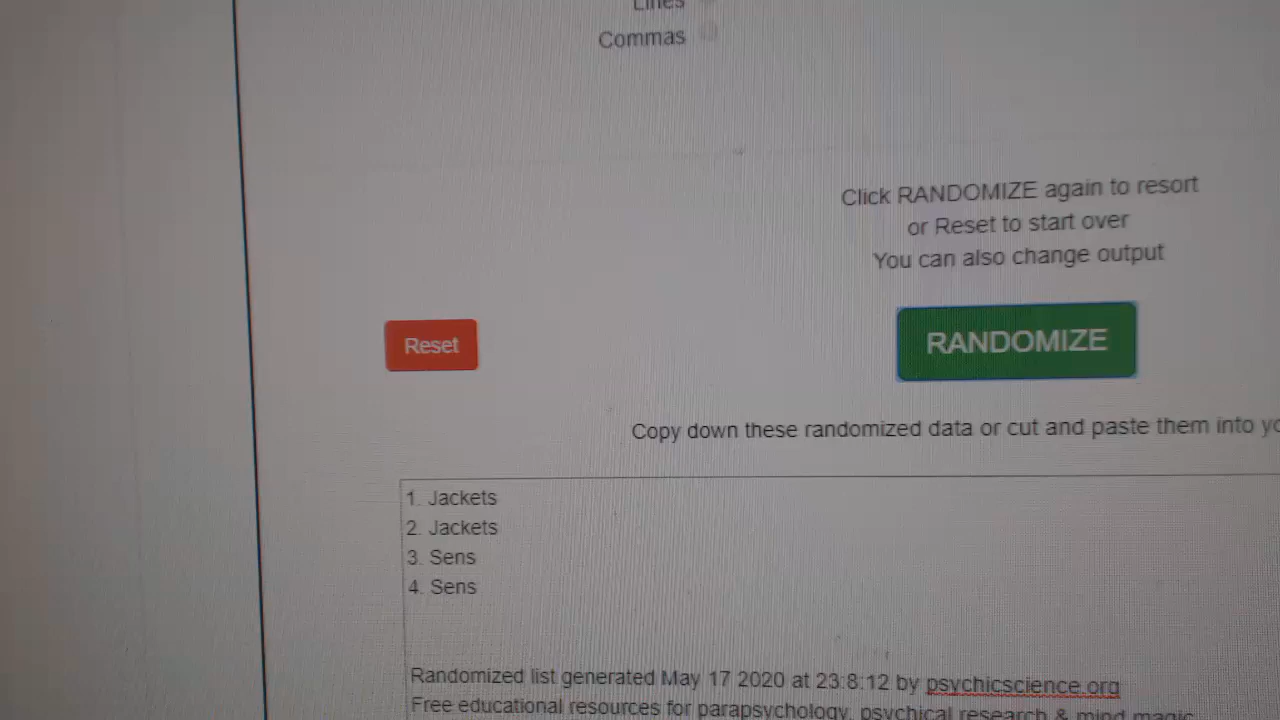 Lines
Commas
Click RANDOMIZE again to resort
or Reset to start over
You can also change output
Reset
RANDOMIZE
Copy down these randomized data or cut and paste them into
1. Jackets
2. Jackets
3. Sens
4. Sens
Randomized list generated May 17 2020 at 23:8:12 by psychicscience.org
Free educational resources for parapsychology, psychical research & mind magic